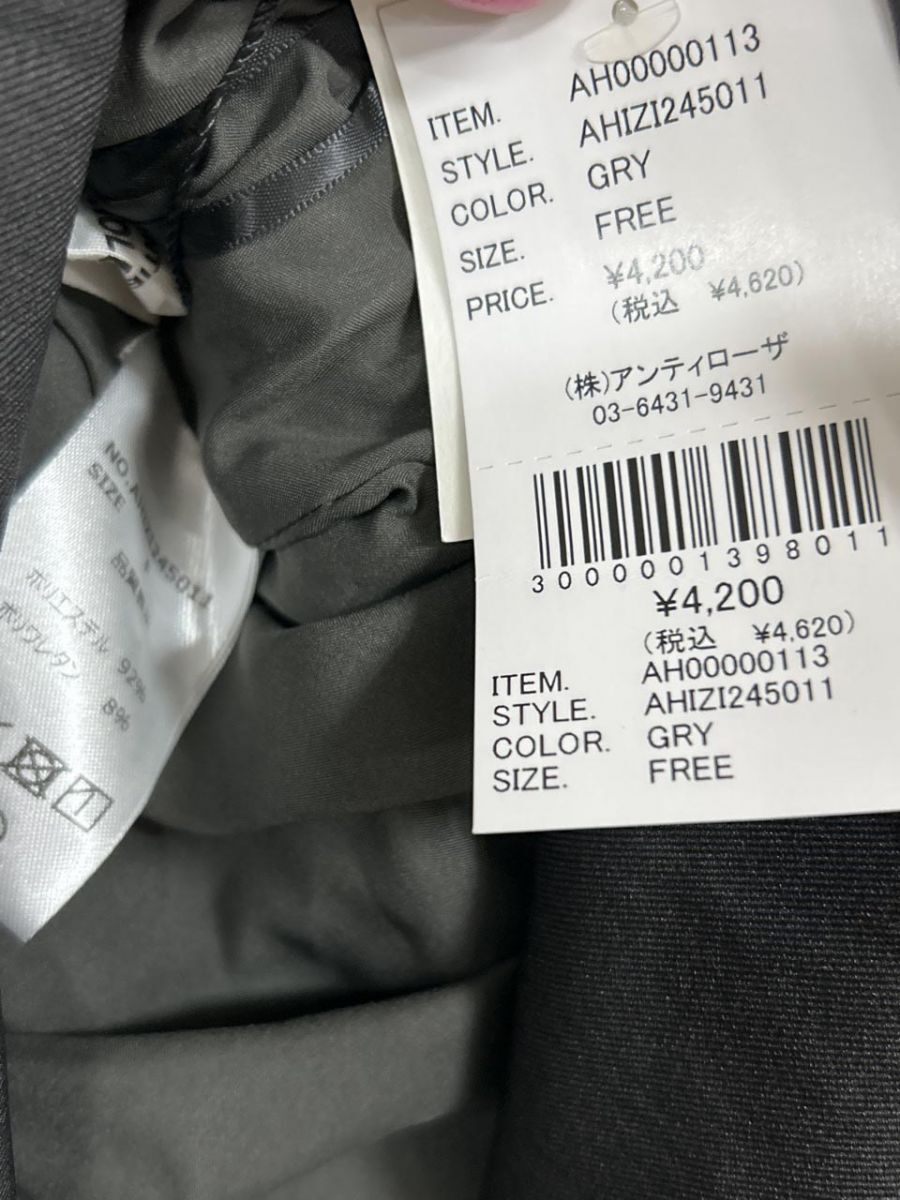 ITEM. AH00000113
STYLE. AHIZI245011
COLOR. GRY
SIZE. FREE
PRICE. ¥4,200
(税込 ¥4,620)
(株)アンティローザ
03-6431-9431
3000001398011
¥4,200
(税込 ¥4,620)
ITEM. AH00000113
STYLE. AHIZI245011
COLOR. GRY
SIZE. FREE
SIZE
ポリエステル 92%
ポリウレタン 8%